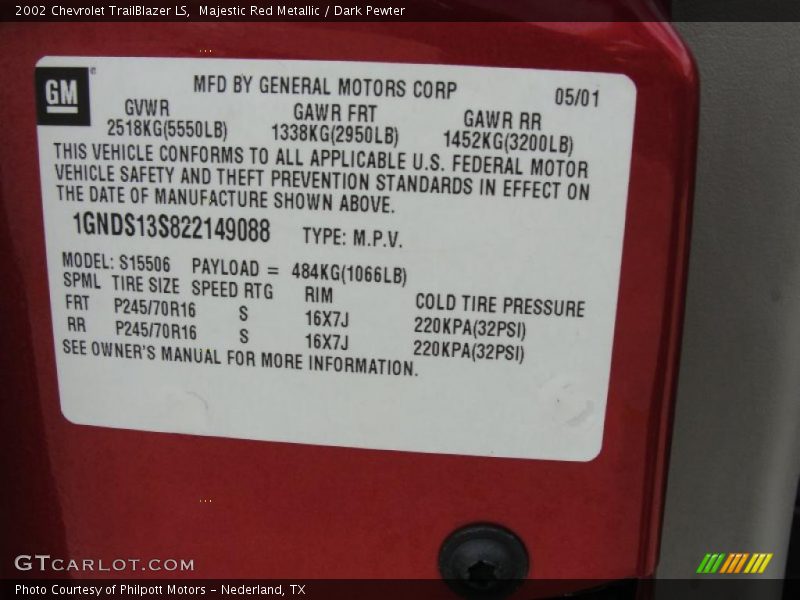 2002 Chevrolet TrailBlazer LS,  Majestic Red Metallic / Dark Pewter
GM
MFD BY GENERAL MOTORS CORP 05/01
GVWR GAWR FRT GAWR RR
2518KG(5550LB) 1338KG(2950LB) 1452KG(3200LB)
THIS VEHICLE CONFORMS TO ALL APPLICABLE U.S. FEDERAL MOTOR
VEHICLE SAFETY AND THEFT PREVENTION STANDARDS IN EFFECT ON
THE DATE OF MANUFACTURE SHOWN ABOVE.
1GNDS13S822149088 TYPE: M.P.V.
MODEL: S15506 PAYLOAD = 484KG(1066LB)
SPML TIRE SIZE SPEED RTG RIM COLD TIRE PRESSURE
FRT P245/70R16 S 16X7J 220KPA(32PSI)
RR P245/70R16 S 16X7J 220KPA(32PSI)
SEE OWNER'S MANUAL FOR MORE INFORMATION.
GTCARLOT.COM
Photo Courtesy of Philpott Motors - Nederland, TX